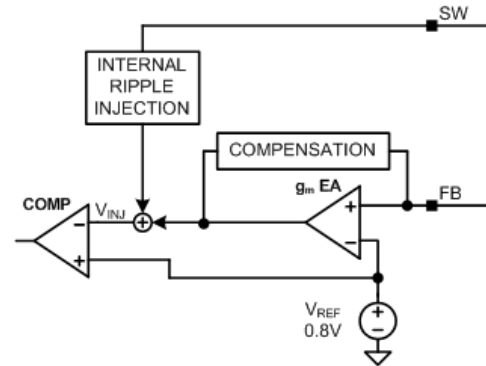 SW
INTERNAL
RIPPLE
INJECTION
COMPENSATION
gm EA
FB
COMP
VINJ
+
+
−
−
+
VREF
0.8V
+
−